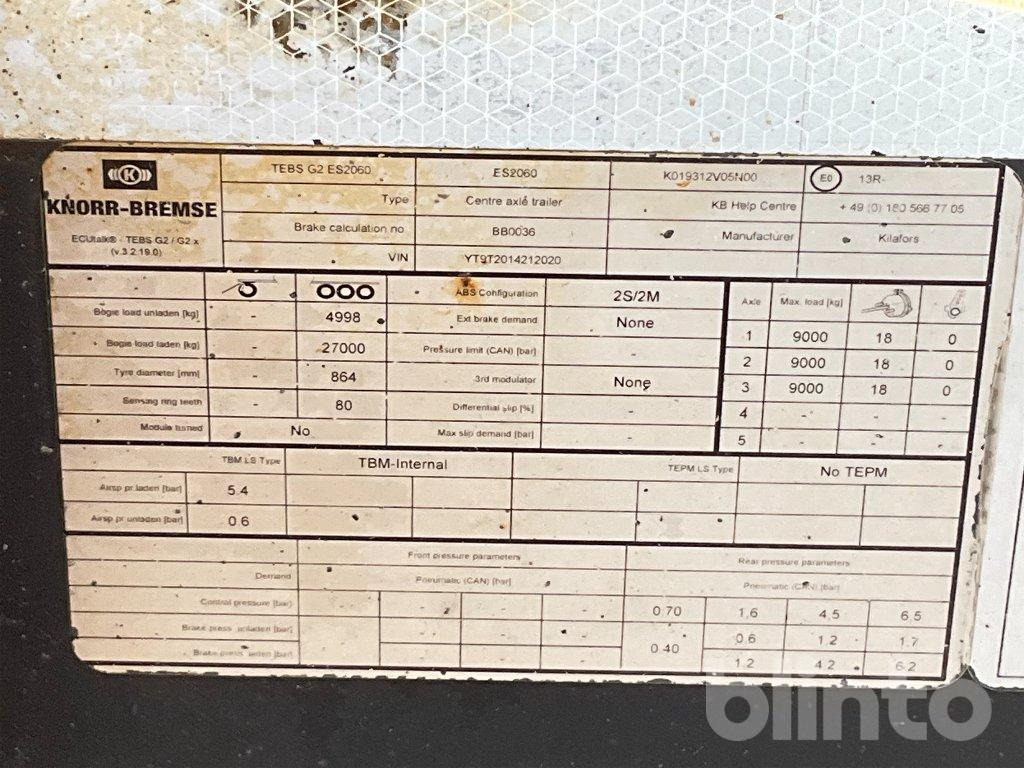 KNORR-BREMSE
ECUtalk® - TEBS G2 / G2.x
(v.3.2.19.0)
TEBS G2 ES2060 ES2060 K019312V05N00 E0 13R-
Type Centre axle trailer KB Help Centre + 49 (0) 180 566 77 05
Brake calculation no BB0036 Manufacturer Kilafors
VIN YT9T2014212020
ABS Configuration 2S/2M Axle Max. load [kg]
Bogie load unladen [kg] - 4998 Ext brake demand None 1 9000 18 0
Bogie load laden [kg] - 27000 Pressure limit (CAN) [bar] - 2 9000 18 0
Tyre diameter [mm] - 864 3rd modulator None 3 9000 18 0
Sensing ring teeth - 80 Differential slip [%] - 4 - - -
Module turned No Max slip demand [bar] - 5 - - -
TBM LS Type TBM-Internal TEPM LS Type No TEPM
Airsp pr.laden [bar] 5.4
Airsp pr unladen [bar] 0.6
Front pressure parameters Rear pressure parameters
Demand Pneumatic (CAN) [bar] Pneumatic (CAN) [bar]
Control pressure [bar] - - - - 0.70 1.6 4.5 6.5
Brake press. unladen [bar] - - - - 0.40 0.6 1.2 1.7
Brake press. laden [bar] - - - 1.2 4.2 6.2
blinto